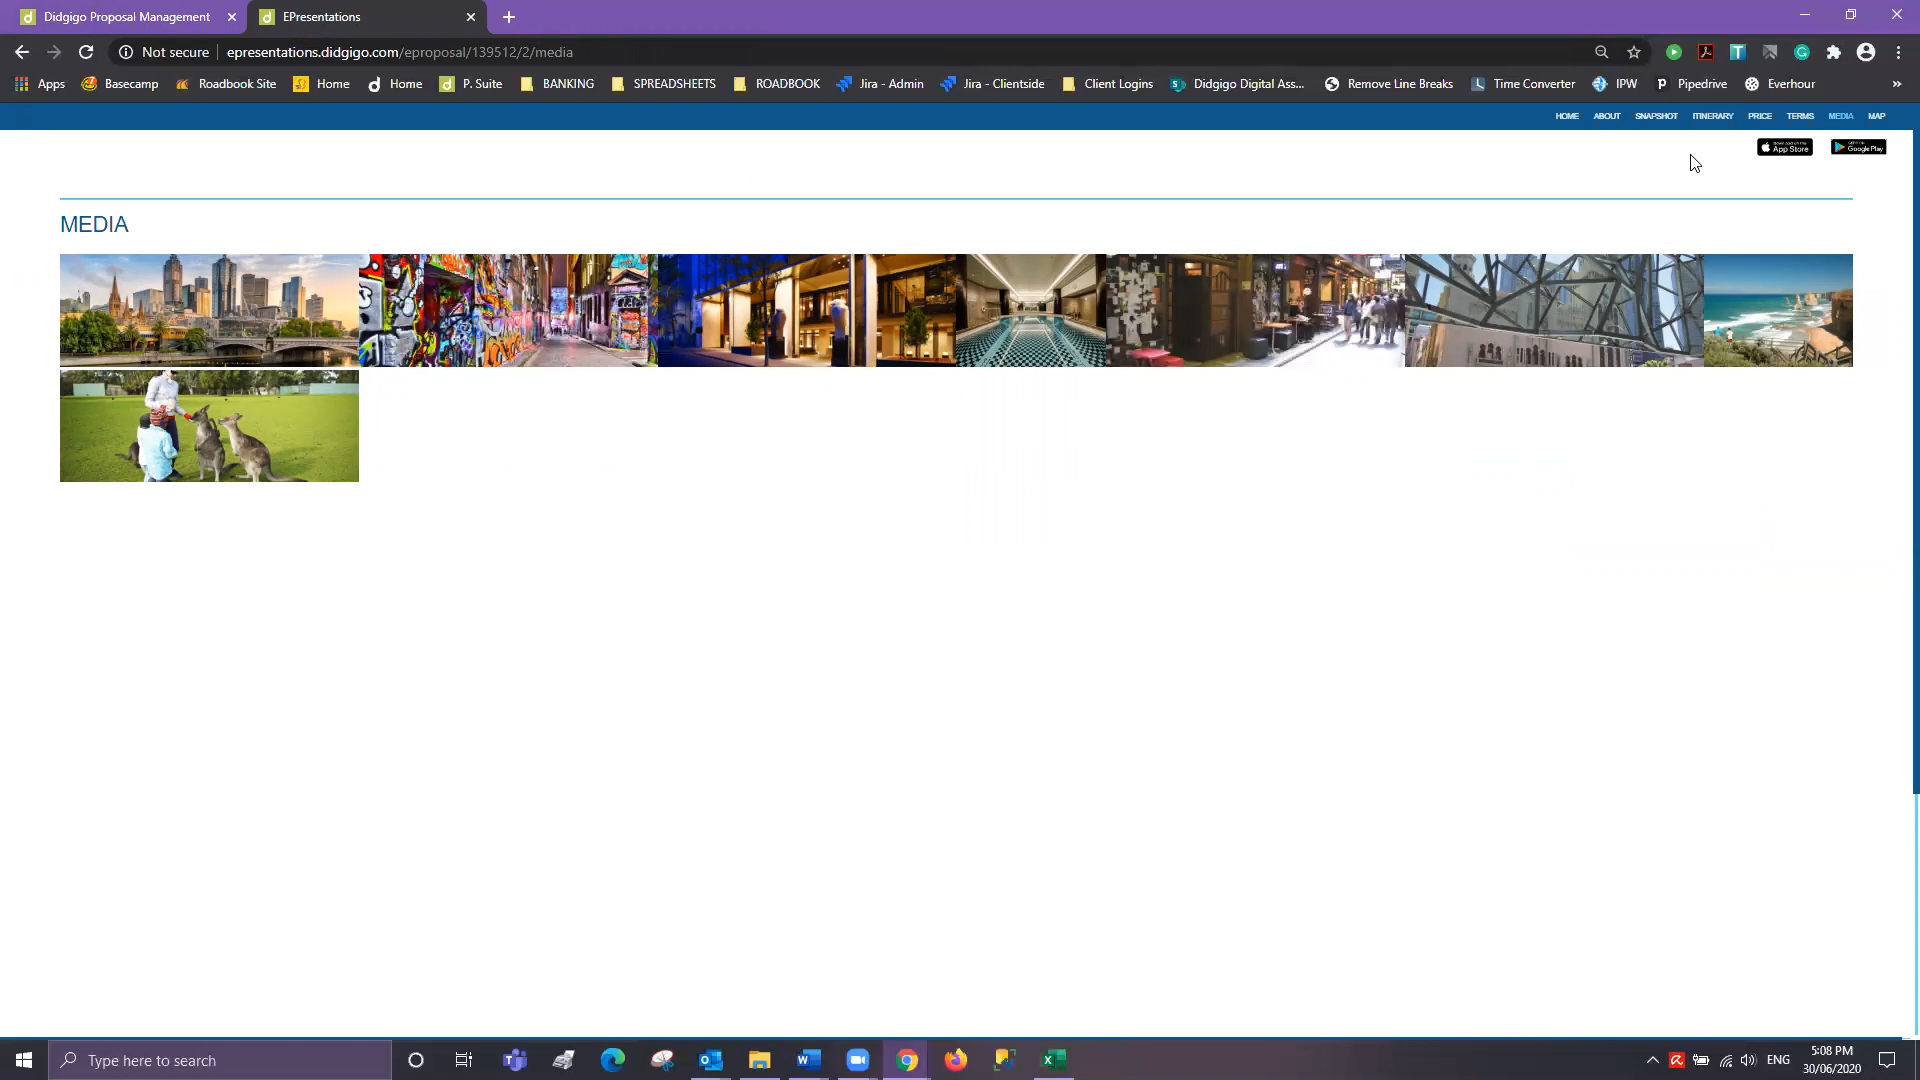 Didgigo Proposal Management
EPresentations
Not secure
epresentations.didgigo.com/eproposal/139512/2/media
Apps
Basecamp
Roadbook Site
Home
Home
P. Suite
BANKING
SPREADSHEETS
ROADBOOK
Jira - Admin
Jira - Clientside
Client Logins
Didgigo Digital Ass...
Remove Line Breaks
Time Converter
IPW
Pipedrive
Everhour
HOME
ABOUT
SNAPSHOT
ITINERARY
PRICE
TERMS
MEDIA
MAP
App Store
Google Play
MEDIA
Type here to search
ENG
5:08 PM
30/06/2020